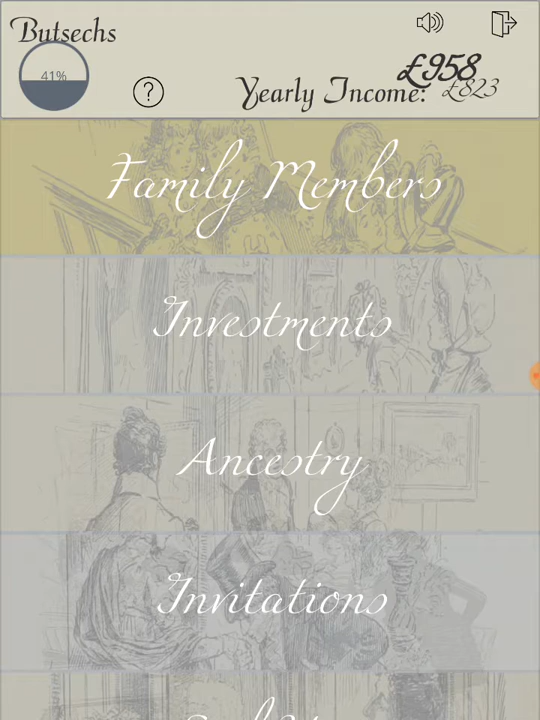 Butsechs
41%
?
£958
Yearly Income: £823
Family Members
Investments
Ancestry
Invitations